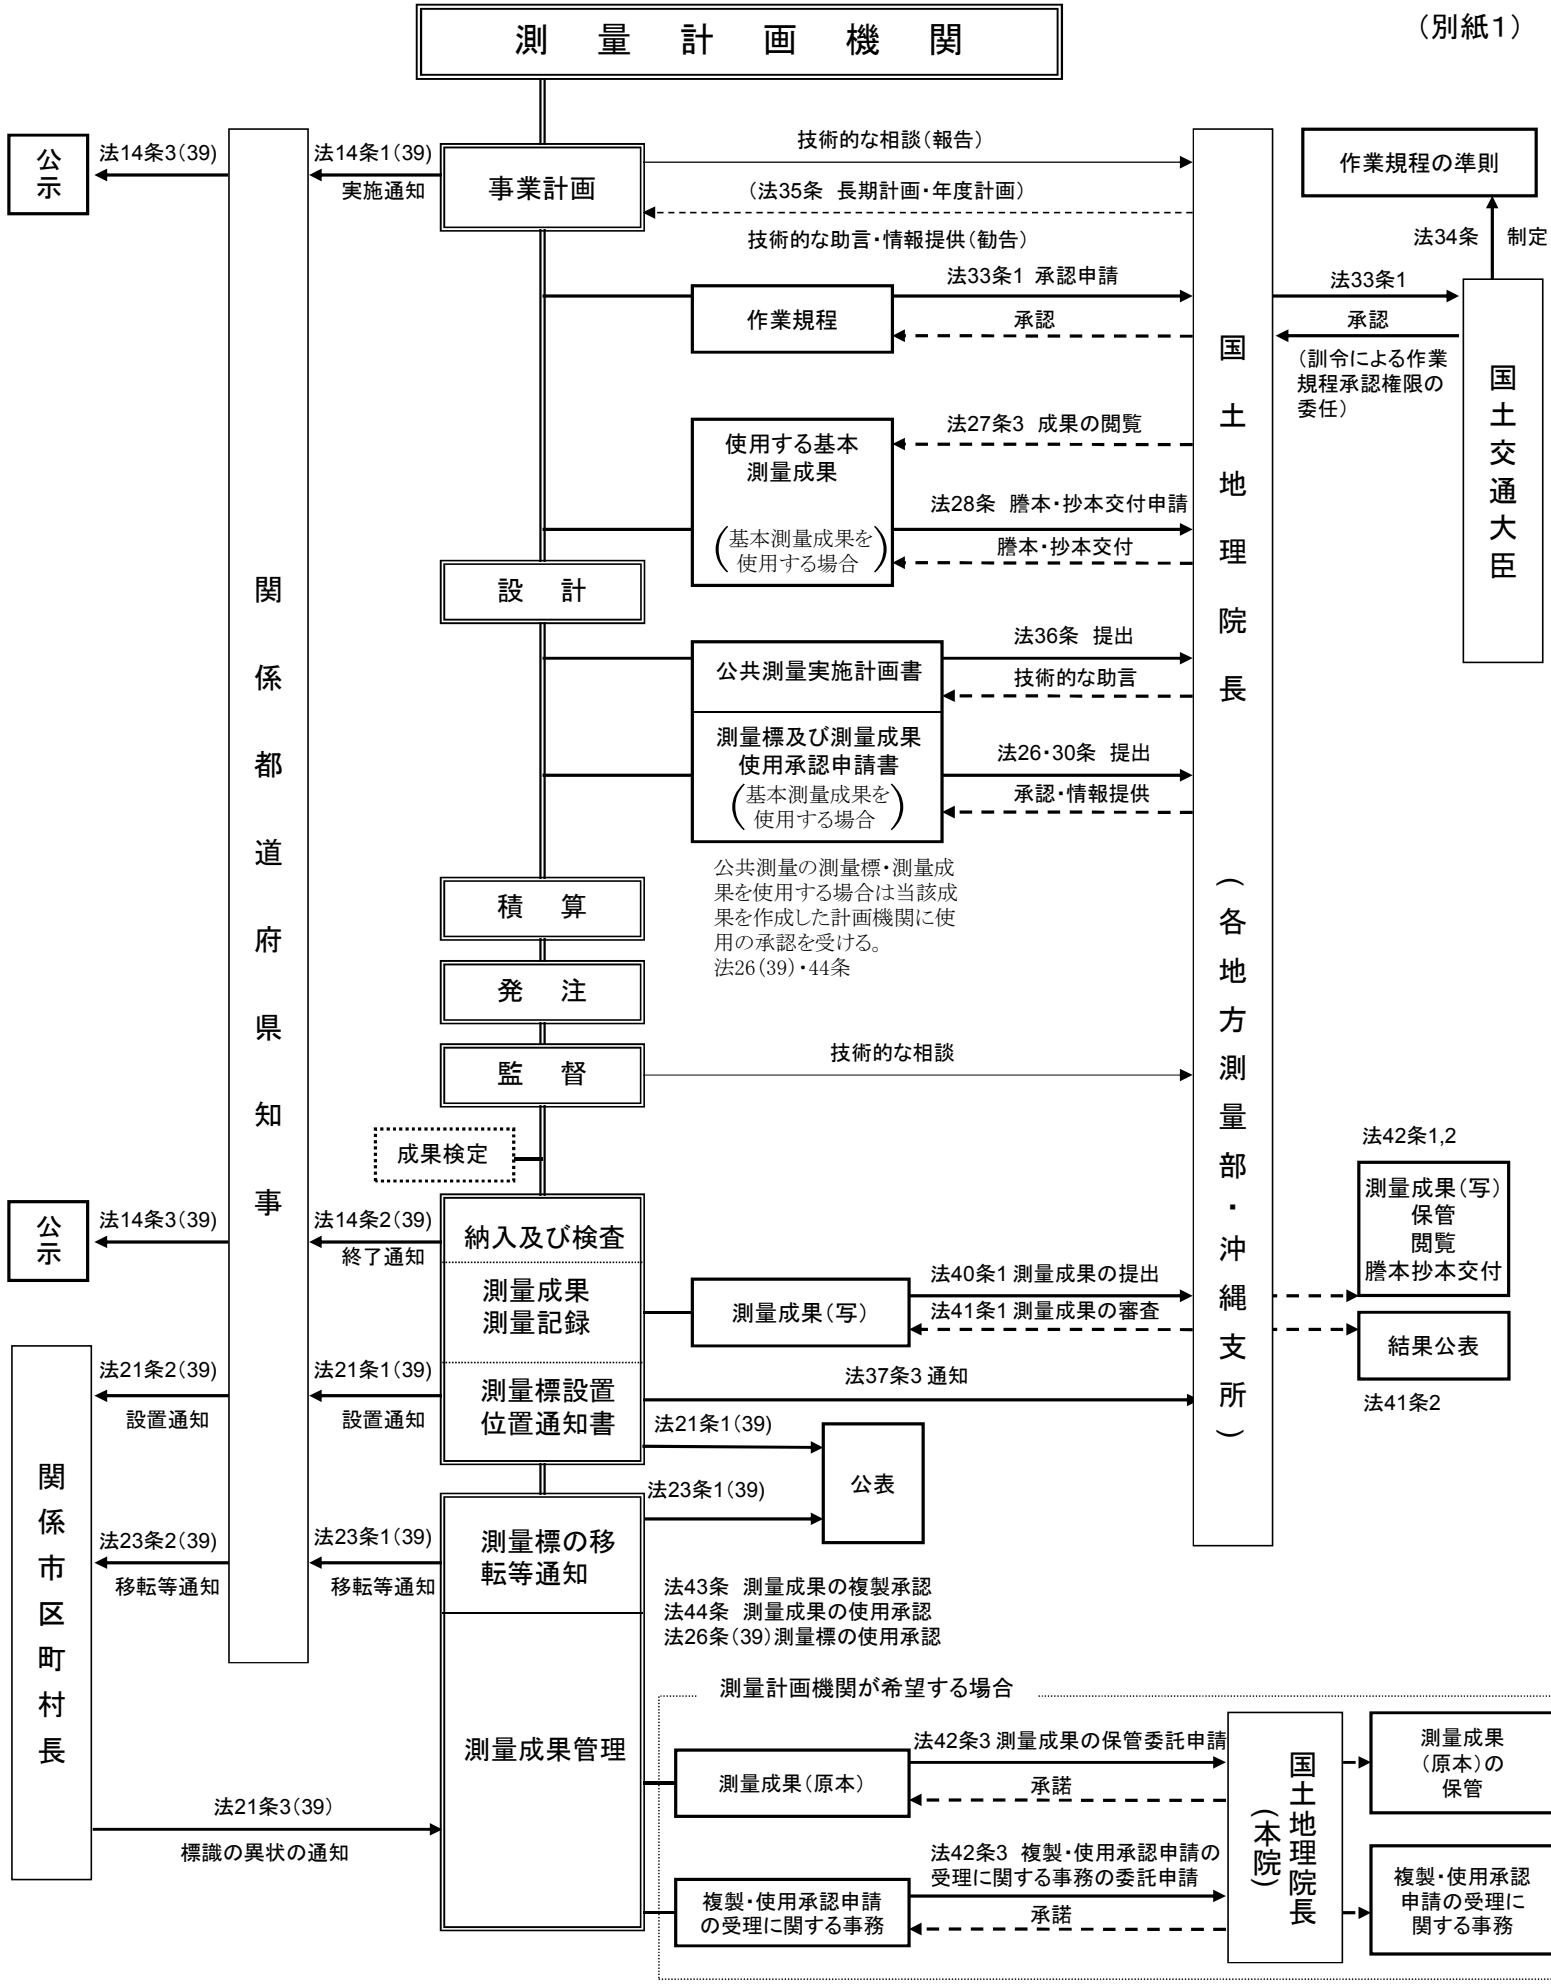 (別紙1)
測量計画機関
公示
法14条3(39)
法14条1(39)
実施通知
事業計画
技術的な相談(報告)
(法35条 長期計画・年度計画)
技術的な助言・情報提供(勧告)
作業規程の準則
法34条 制定
法33条1 承認申請
作業規程
承認
法33条1
承認
(訓令による作業
規程承認権限の
委任)
国土交通大臣
国土地理院長(各地方測量部・沖縄支所)
関係都道府県知事
使用する基本
測量成果
(基本測量成果を
使用する場合)
法27条3 成果の閲覧
法28条 謄本・抄本交付申請
謄本・抄本交付
設計
公共測量実施計画書
法36条 提出
技術的な助言
測量標及び測量成果
使用承認申請書
(基本測量成果を
使用する場合)
法26・30条 提出
承認・情報提供
公共測量の測量標・測量成
果を使用する場合は当該成
果を作成した計画機関に使
用の承認を受ける。
法26(39)・44条
積算
発注
監督
技術的な相談
成果検定
公示
法14条3(39)
法14条2(39)
終了通知
納入及び検査
測量成果
測量記録
測量成果(写)
法40条1 測量成果の提出
法41条1 測量成果の審査
法42条1,2
測量成果(写)
保管
閲覧
謄本抄本交付
結果公表
法41条2
法21条2(39)
設置通知
法21条1(39)
設置通知
測量標設置
位置通知書
法37条3 通知
法21条1(39)
公表
法23条1(39)
関係市区町村長
法23条2(39)
移転等通知
法23条1(39)
移転等通知
測量標の移
転等通知
法43条 測量成果の複製承認
法44条 測量成果の使用承認
法26条(39)測量標の使用承認
測量計画機関が希望する場合
測量成果管理
測量成果(原本)
法42条3 測量成果の保管委託申請
承諾
国土地理院長
(本院)
測量成果
(原本)の
保管
法21条3(39)
標識の異状の通知
複製・使用承認申請
の受理に関する事務
法42条3 複製・使用承認申請の
受理に関する事務の委託申請
承諾
複製・使用承認
申請の受理に
関する事務